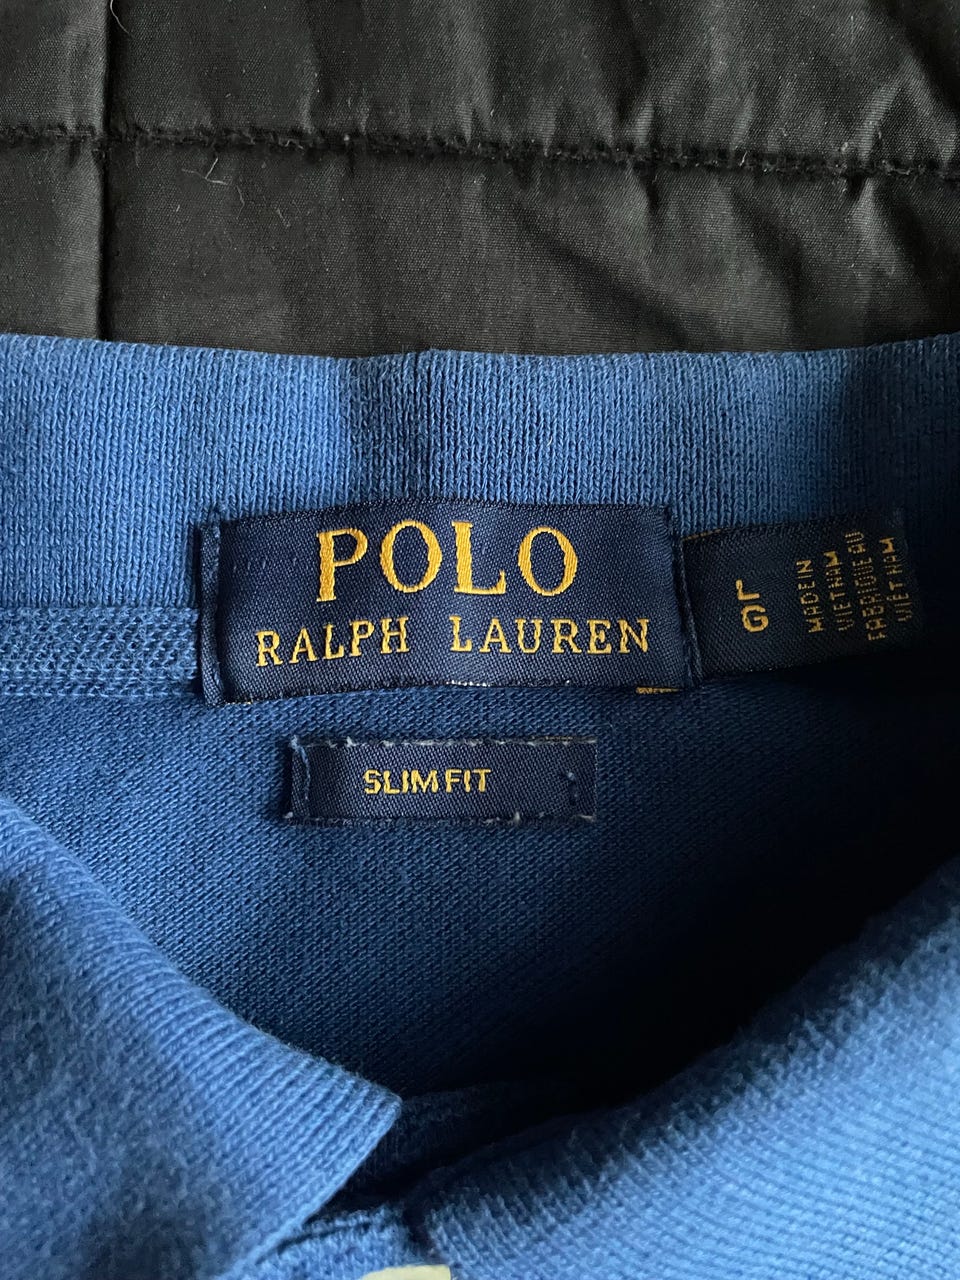 POLO
RALPH LAUREN
L
G
MADE IN
VIETNAM
FABRIQUE AU
VIETNAM
SLIM FIT